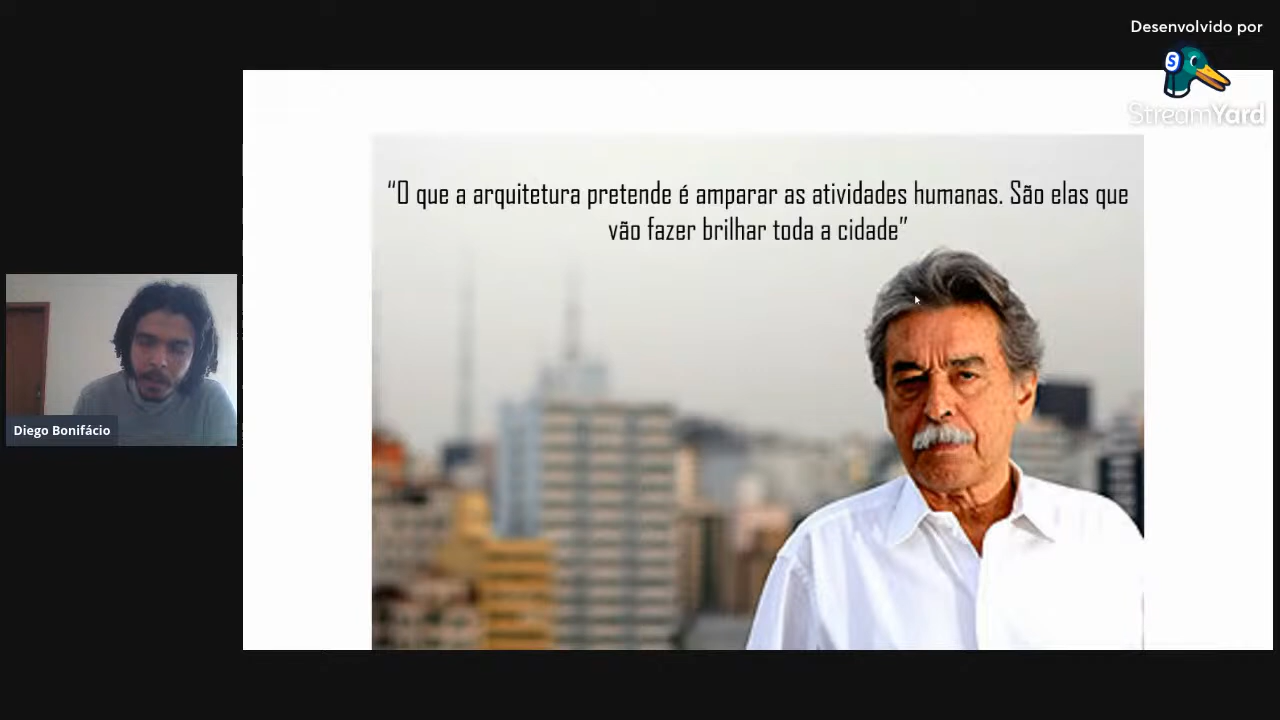 Desenvolvido por
S
StreamYard
“O que a arquitetura pretende é amparar as atividades humanas. São elas que
vão fazer brilhar toda a cidade”
Diego Bonifácio